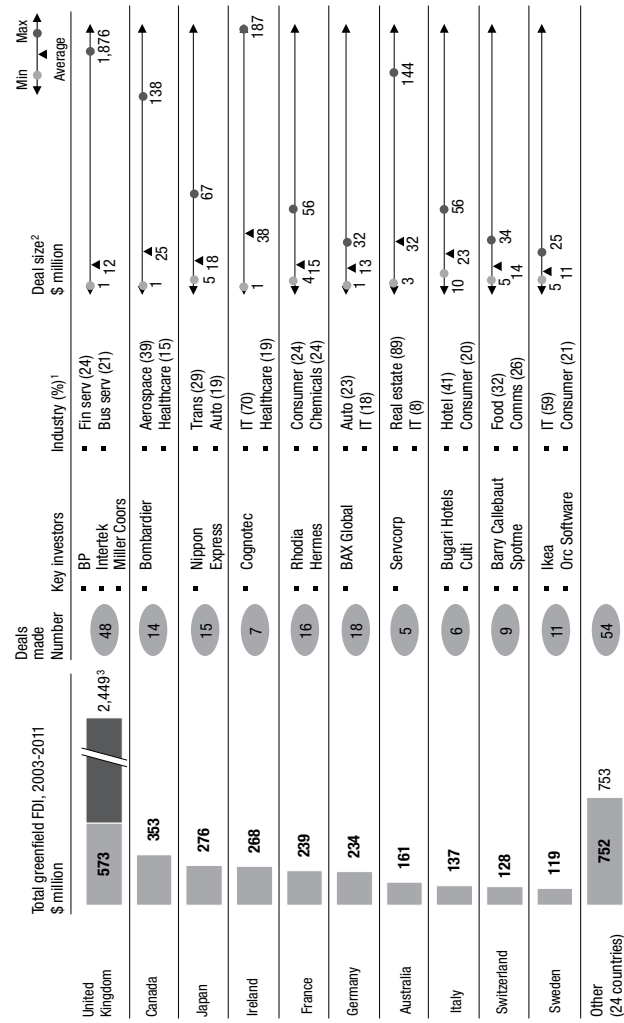 Total greenfield FDI, 2003-2011
$ million
Deals
made
Number
Key investors
Industry (%)1
Deal size2
$ million
Min
Max
Average
United
Kingdom
573
2,4493
48
BP
Intertek
Miller Coors
Fin serv (24)
Bus serv (21)
1
12
1,876
Canada
353
14
Bombardier
Aerospace (39)
Healthcare (15)
1
25
138
Japan
276
15
Nippon
Express
Trans (29)
Auto (19)
5
18
67
Ireland
268
7
Cognotec
IT (70)
Healthcare (19)
1
38
187
France
239
16
Rhodia
Hermes
Consumer (24)
Chemicals (24)
4
15
56
Germany
234
18
BAX Global
Auto (23)
IT (18)
1
13
32
Australia
161
5
Servcorp
Real estate (89)
IT (8)
3
32
144
Italy
137
6
Bugari Hotels
Culti
Hotel (41)
Consumer (20)
10
23
56
Switzerland
128
9
Barry Callebaut
Spotme
Food (32)
Comms (26)
5
14
34
Sweden
119
11
Ikea
Orc Software
IT (59)
Consumer (21)
5
11
25
Other
(24 countries)
752
753
54